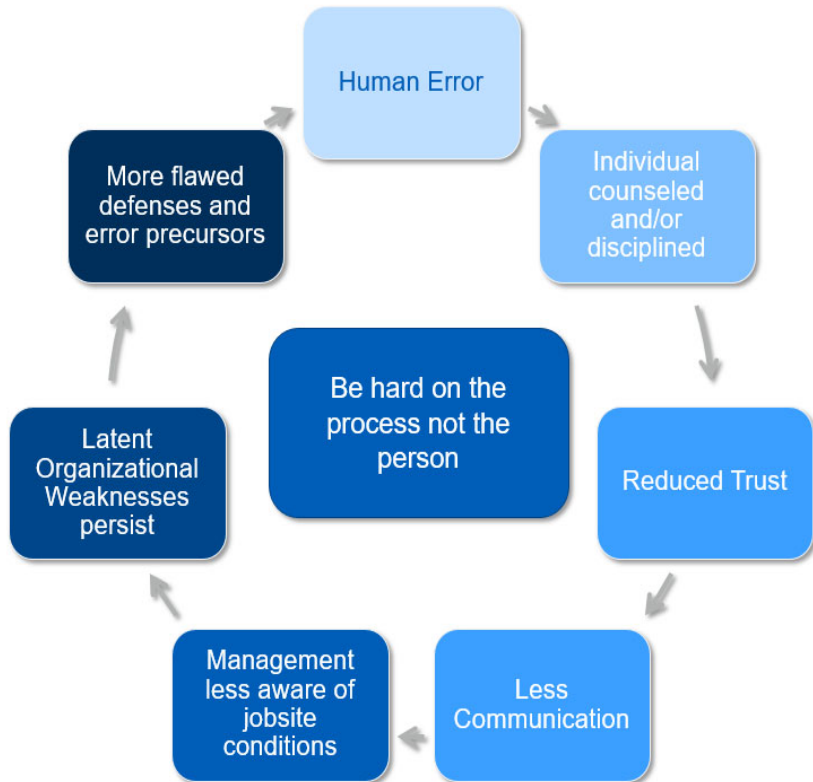 Human Error
Individual
counseled
and/or
disciplined
Reduced Trust
Less
Communication
Management
less aware of
jobsite
conditions
Latent
Organizational
Weaknesses
persist
More flawed
defenses and
error precursors
Be hard on the
process not the
person